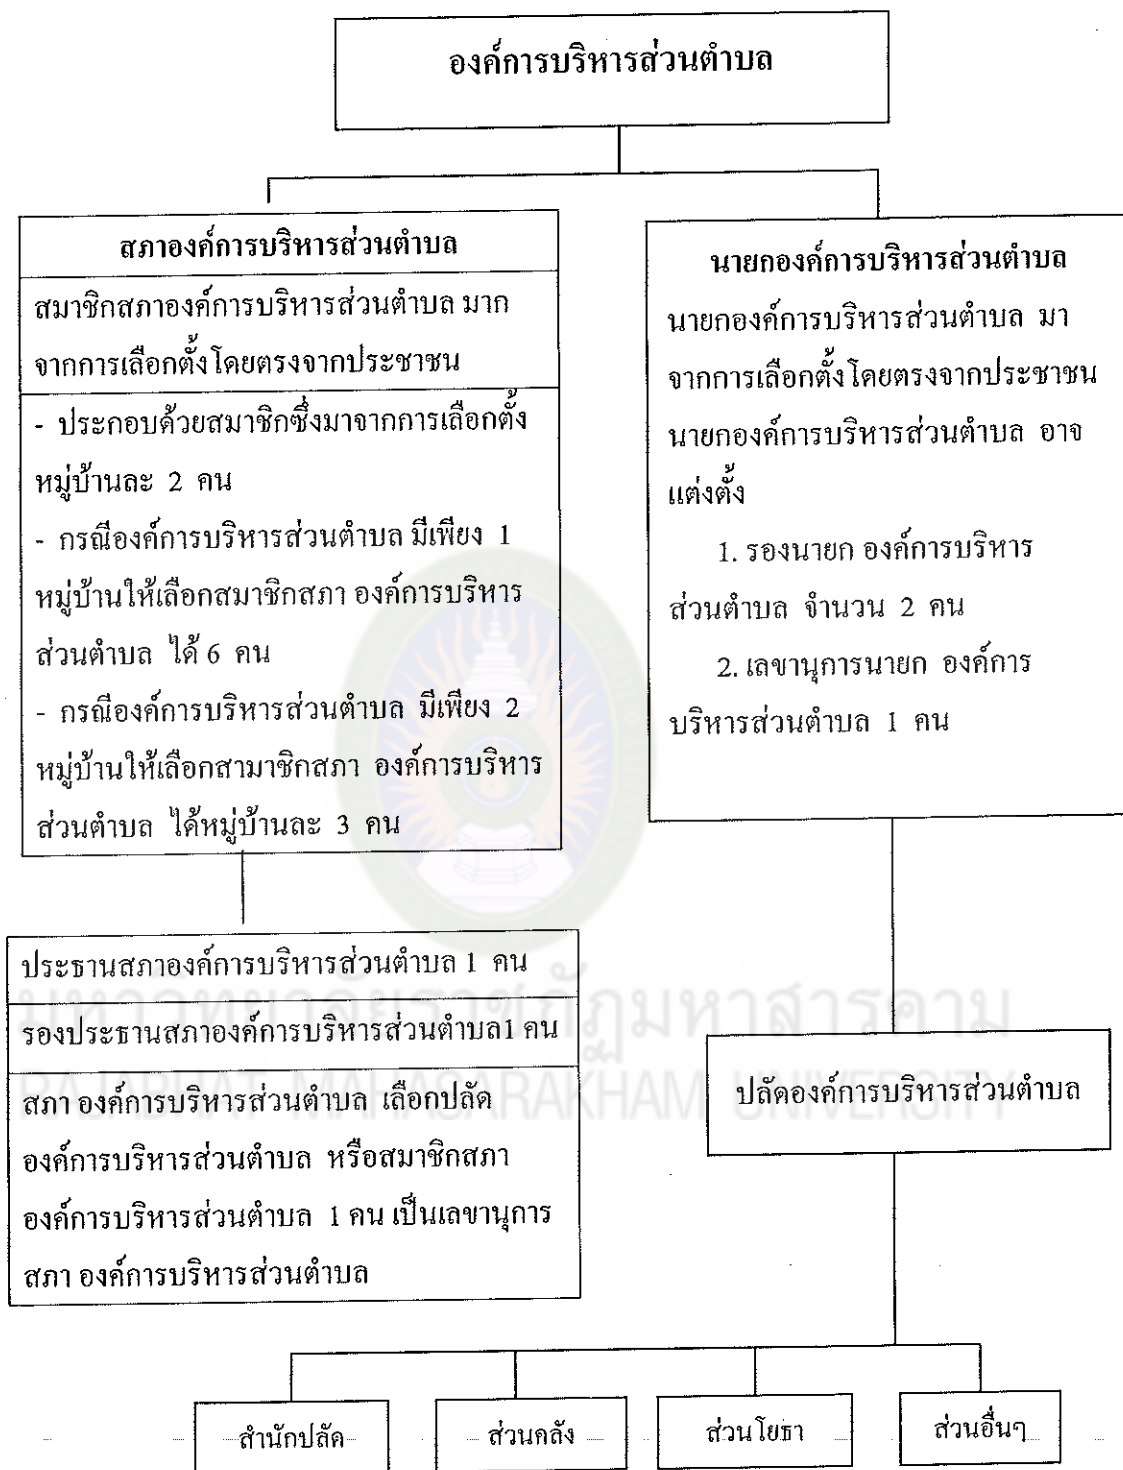 องค์การบริหารส่วนตำบล
สภาองค์การบริหารส่วนตำบล
สมาชิกสภาองค์การบริหารส่วนตำบล มาก
จากการเลือกตั้งโดยตรงจากประชาชน
- ประกอบด้วยสมาชิกซึ่งมาจากการเลือกตั้ง
หมู่บ้านละ 2 คน
- กรณีองค์การบริหารส่วนตำบล มีเพียง 1
หมู่บ้านให้เลือกสมาชิกสภา องค์การบริหาร
ส่วนตำบล ได้ 6 คน
- กรณีองค์การบริหารส่วนตำบล มีเพียง 2
หมู่บ้านให้เลือกสามาชิกสภา องค์การบริหาร
ส่วนตำบล ได้หมู่บ้านละ 3 คน
นายกองค์การบริหารส่วนตำบล
นายกองค์การบริหารส่วนตำบล มา
จากการเลือกตั้งโดยตรงจากประชาชน
นายกองค์การบริหารส่วนตำบล อาจ
แต่งตั้ง
1. รองนายก องค์การบริหาร
ส่วนตำบล จำนวน 2 คน
2. เลขานุการนายก องค์การ
บริหารส่วนตำบล 1 คน
ประธานสภาองค์การบริหารส่วนตำบล 1 คน
รองประธานสภาองค์การบริหารส่วนตำบล1 คน
สภา องค์การบริหารส่วนตำบล เลือกปลัด
องค์การบริหารส่วนตำบล หรือสมาชิกสภา
องค์การบริหารส่วนตำบล 1 คน เป็นเลขานุการ
สภา องค์การบริหารส่วนตำบล
มหาวิทยาลัยราชภัฏมหาสารคาม
RAJABHAT MAHASARAKHAM UNIVERSITY
ปลัดองค์การบริหารส่วนตำบล
สำนักปลัด
ส่วนคลัง
ส่วนโยธา
ส่วนอื่นๆ